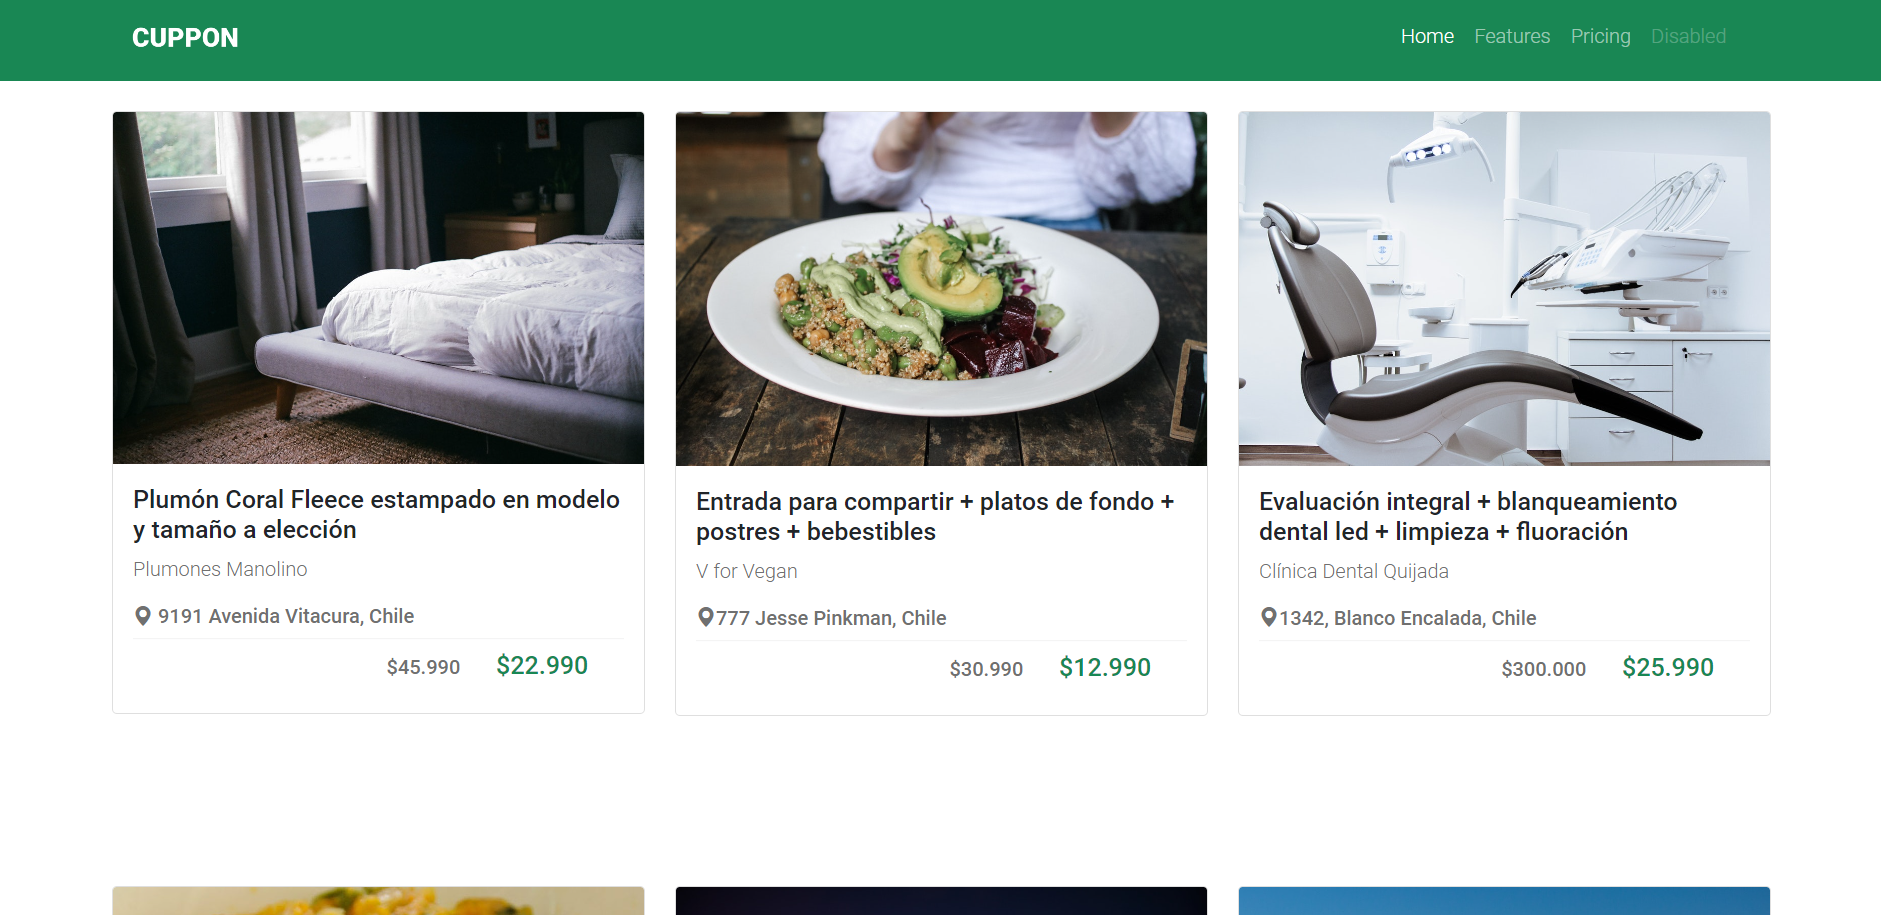 CUPPON
Home Features Pricing Disabled
Plumón Coral Fleece estampado en modelo
y tamaño a elección
Plumones Manolino
9191 Avenida Vitacura, Chile
$45.990 $22.990
Entrada para compartir + platos de fondo +
postres + bebestibles
V for Vegan
777 Jesse Pinkman, Chile
$30.990 $12.990
Evaluación integral + blanqueamiento
dental led + limpieza + fluoración
Clínica Dental Quijada
1342, Blanco Encalada, Chile
$300.000 $25.990